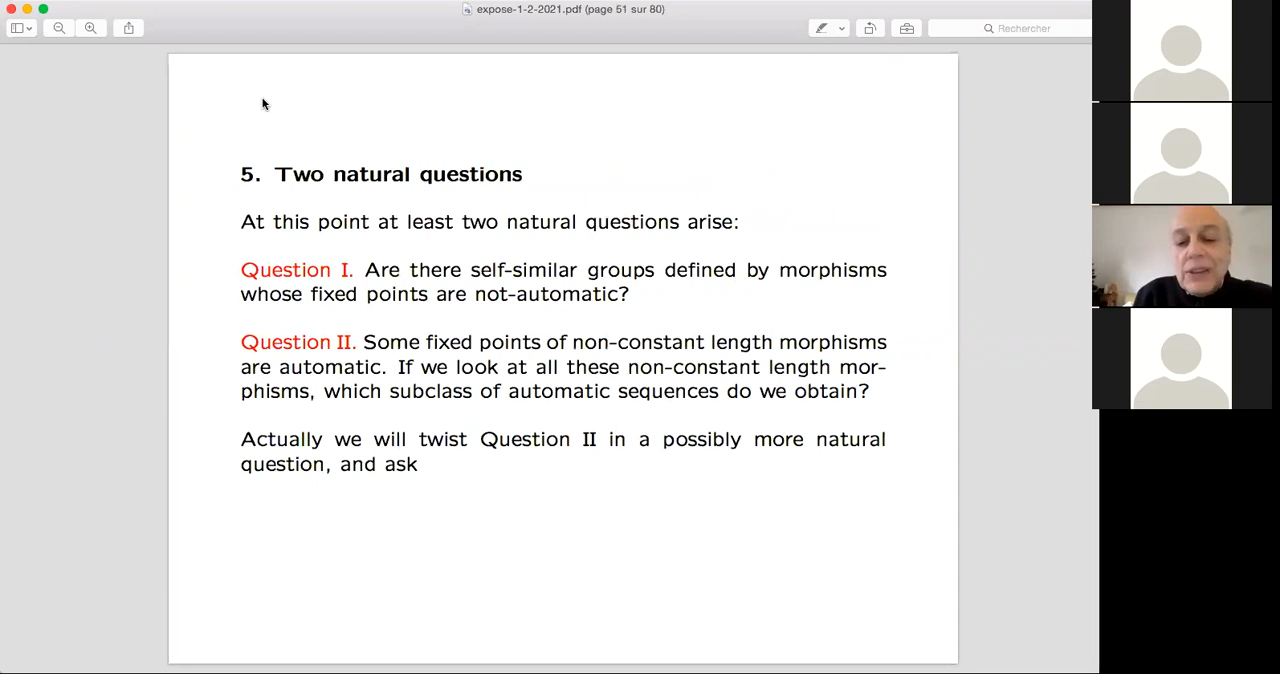 expose-1-2-2021.pdf (page 51 sur 80)
Rechercher
5. Two natural questions
At this point at least two natural questions arise:
Question I. Are there self-similar groups defined by morphisms
whose fixed points are not-automatic?
Question II. Some fixed points of non-constant length morphisms
are automatic. If we look at all these non-constant length mor-
phisms, which subclass of automatic sequences do we obtain?
Actually we will twist Question II in a possibly more natural
question, and ask